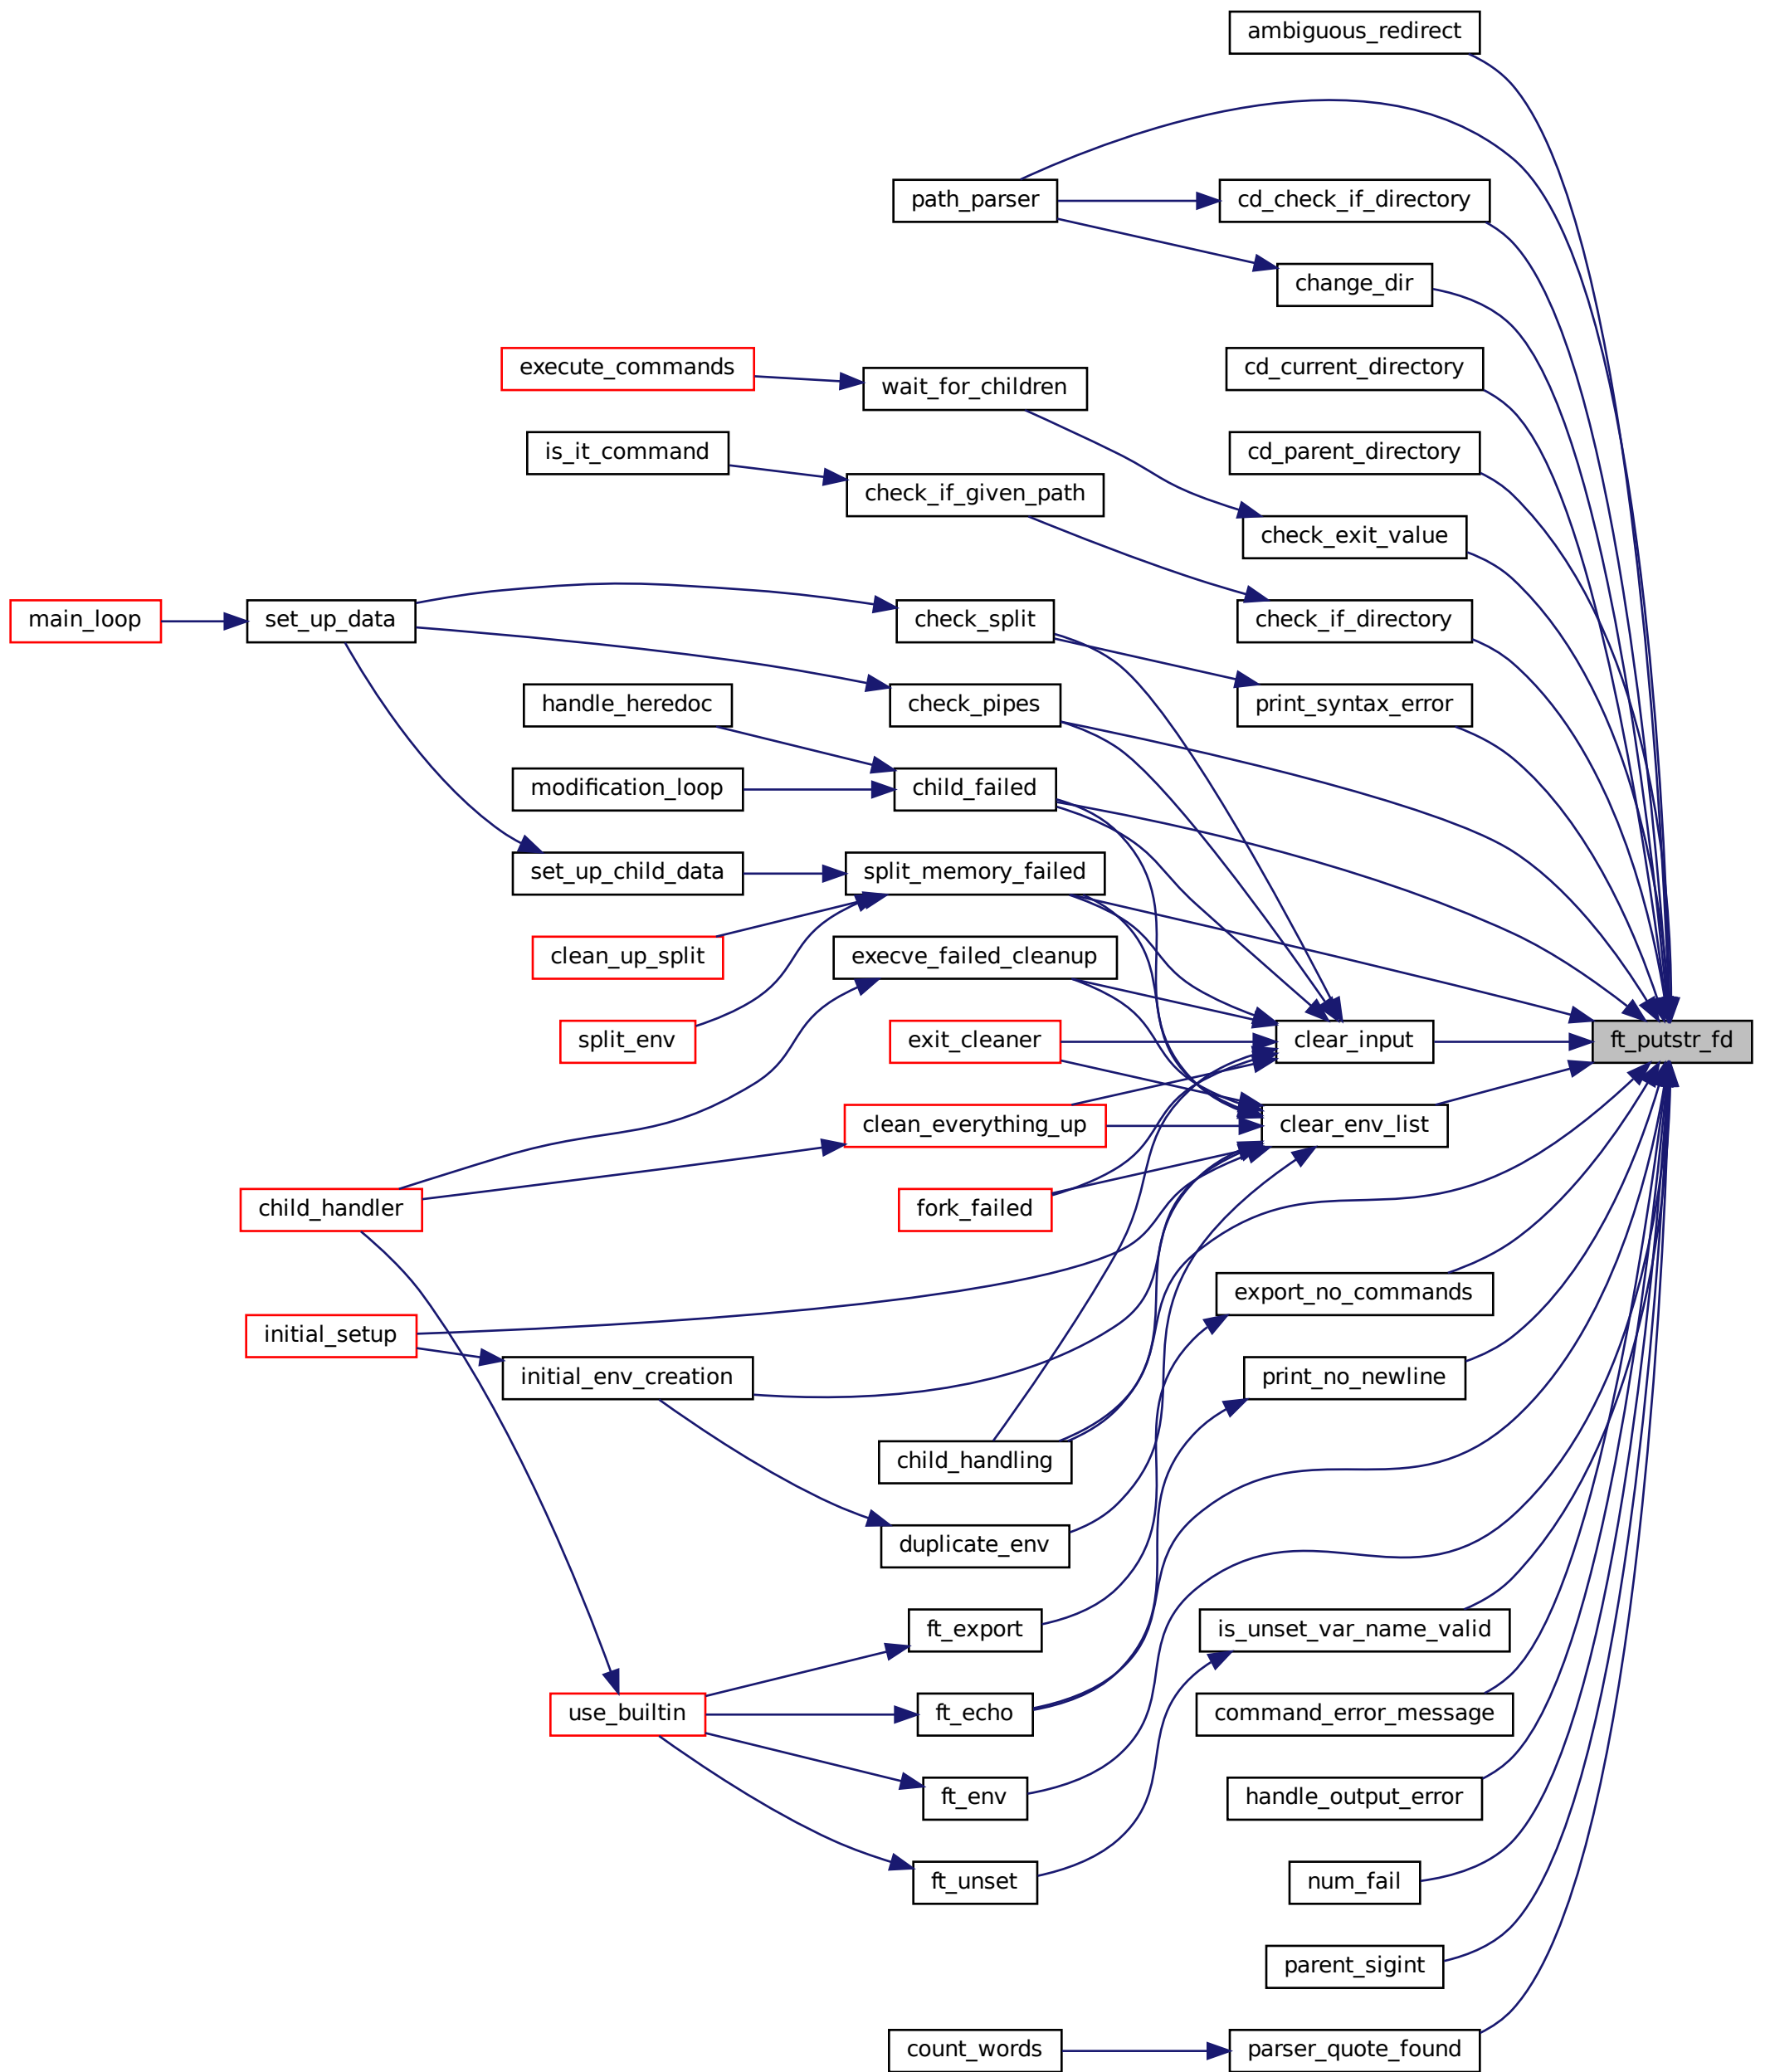 ambiguous_redirect
path_parser
cd_check_if_directory
change_dir
execute_commands
wait_for_children
cd_current_directory
is_it_command
check_if_given_path
cd_parent_directory
check_exit_value
main_loop
set_up_data
check_split
check_if_directory
handle_heredoc
check_pipes
print_syntax_error
modification_loop
child_failed
set_up_child_data
split_memory_failed
clean_up_split
execve_failed_cleanup
split_env
exit_cleaner
clear_input
ft_putstr_fd
clean_everything_up
clear_env_list
child_handler
fork_failed
export_no_commands
initial_setup
initial_env_creation
print_no_newline
child_handling
duplicate_env
ft_export
is_unset_var_name_valid
use_builtin
ft_echo
command_error_message
ft_env
handle_output_error
ft_unset
num_fail
parent_sigint
count_words
parser_quote_found